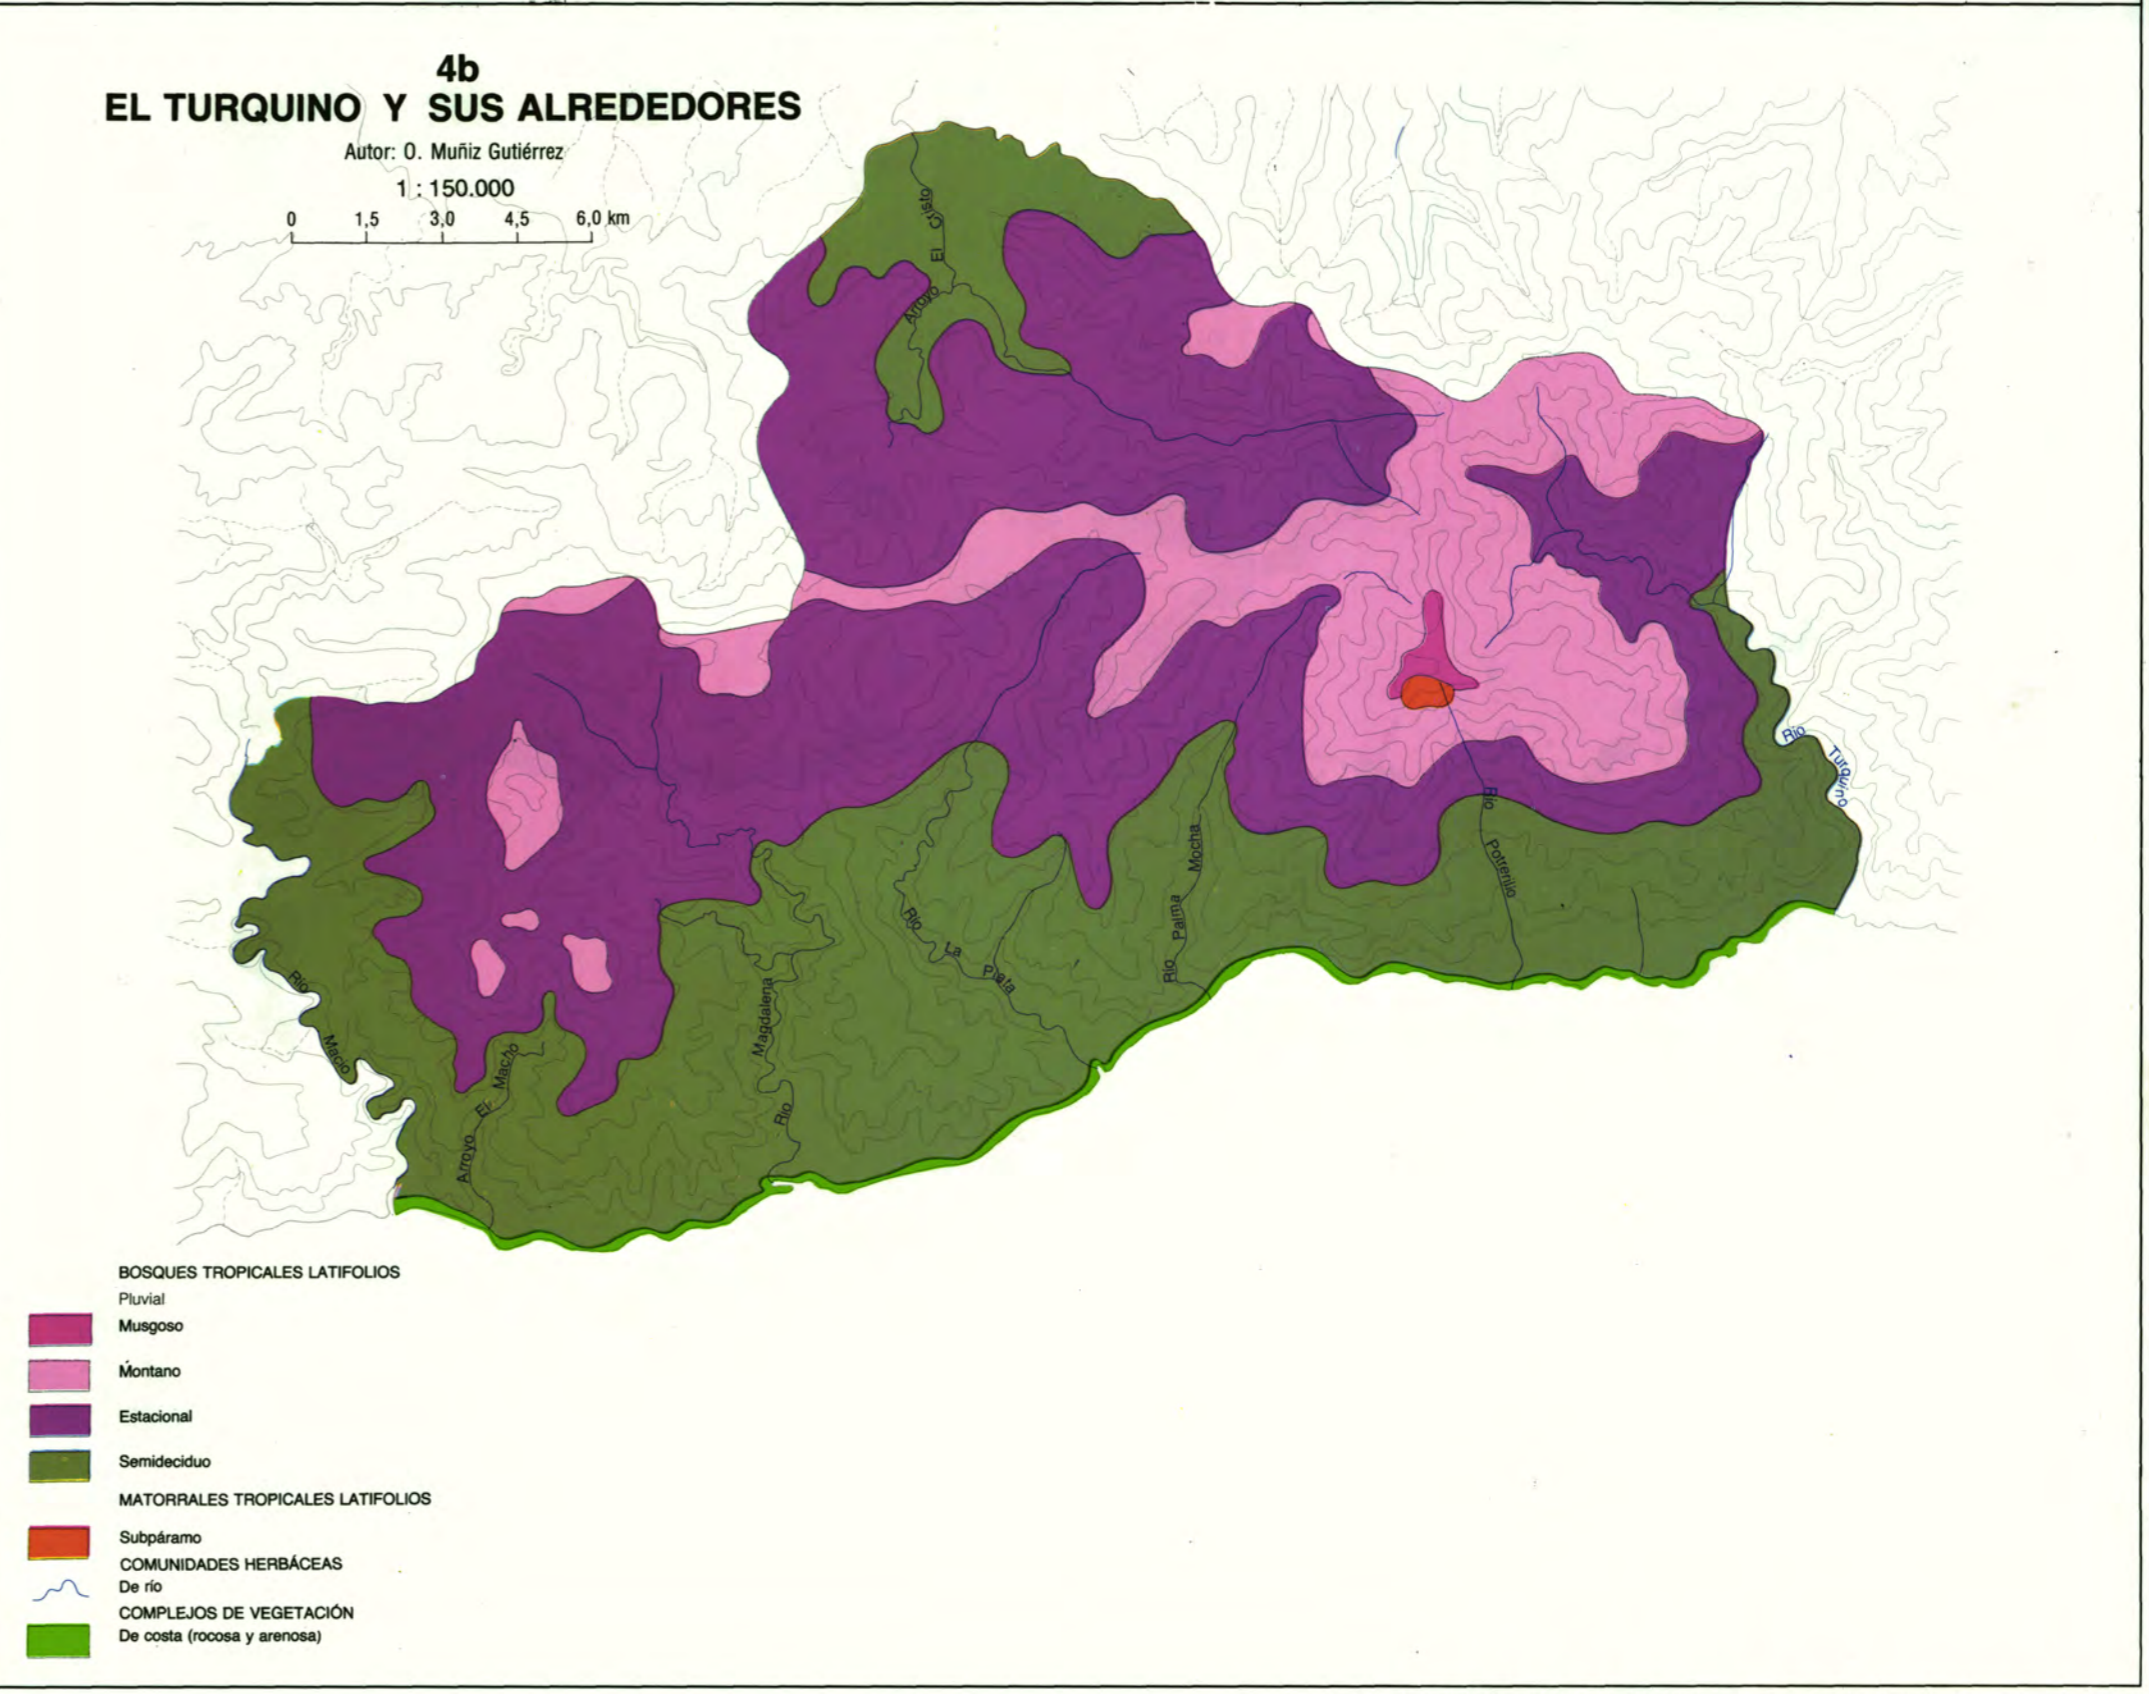 4b
EL TURQUINO Y SUS ALREDEDORES
Autor: O. Muñiz Gutiérrez
1 : 150.000
0 1,5 3,0 4,5 6,0 km
Arroyo El Cristo
Río Turquino
Río Potrerillo
Río Palma Mocha
Río La Plata
Río Magdalena
Arroyo El Macho
Río Macio
BOSQUES TROPICALES LATIFOLIOS
Pluvial
Musgoso
Montano
Estacional
Semideciduo
MATORRALES TROPICALES LATIFOLIOS
Subpáramo
COMUNIDADES HERBÁCEAS
De río
COMPLEJOS DE VEGETACIÓN
De costa (rocosa y arenosa)